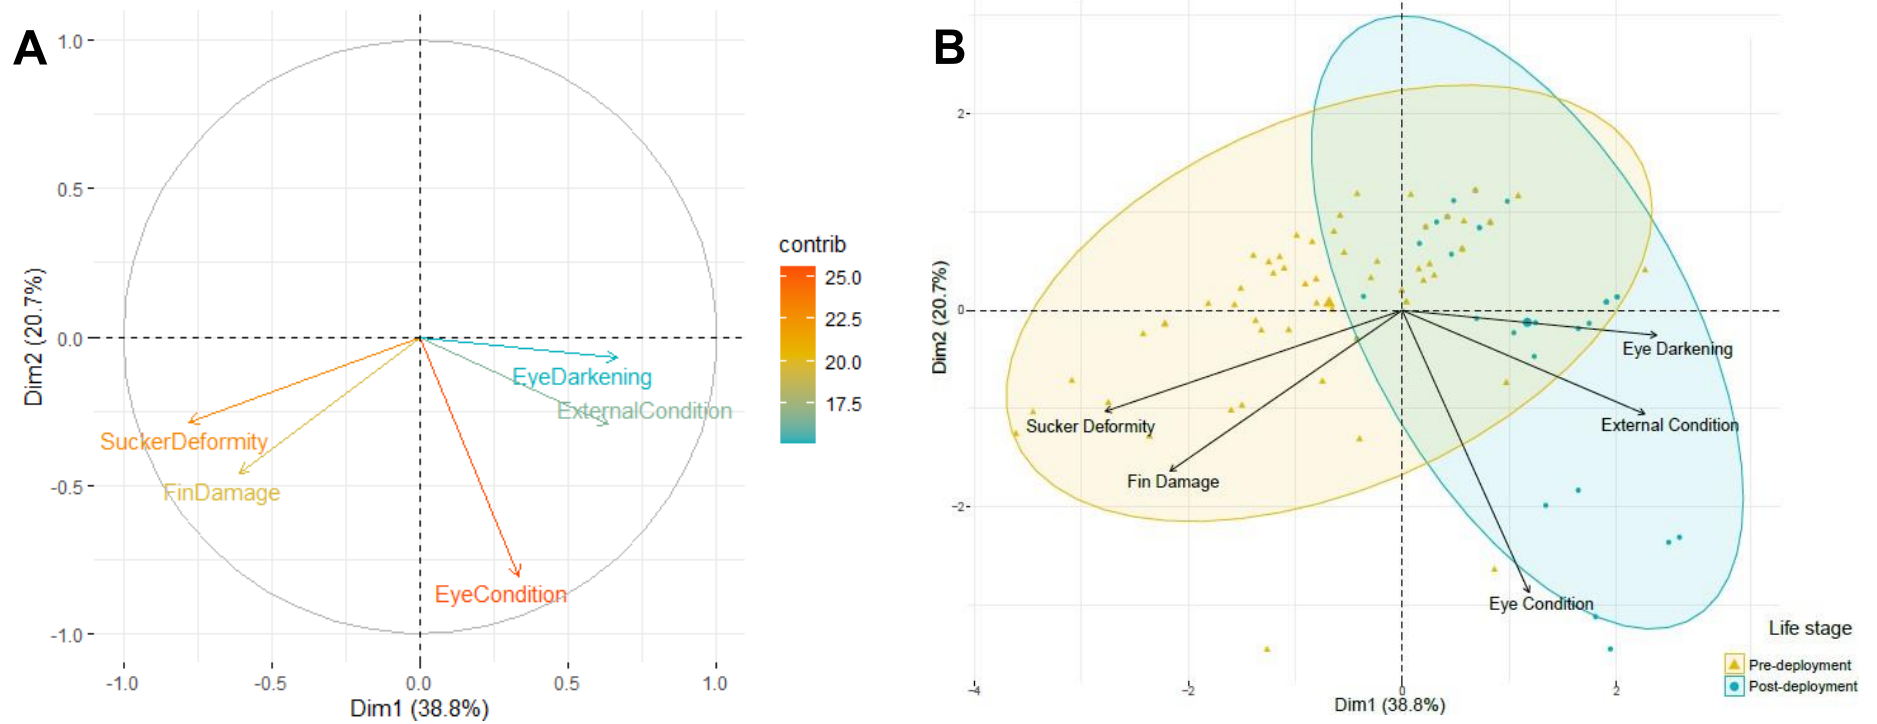 A
1.0
0.5
0.0
-0.5
-1.0
Dim2 (20.7%)
EyeDarkening
ExternalCondition
SuckerDeformity
FinDamage
EyeCondition
-1.0 -0.5 0.0 0.5 1.0
Dim1 (38.8%)
contrib
25.0
22.5
20.0
17.5
B
2
0
-2
Dim2 (20.7%)
Eye Darkening
Sucker Deformity
External Condition
Fin Damage
Eye Condition
-4 -2 0 2
Dim1 (38.8%)
Life stage
Pre-deployment
Post-deployment